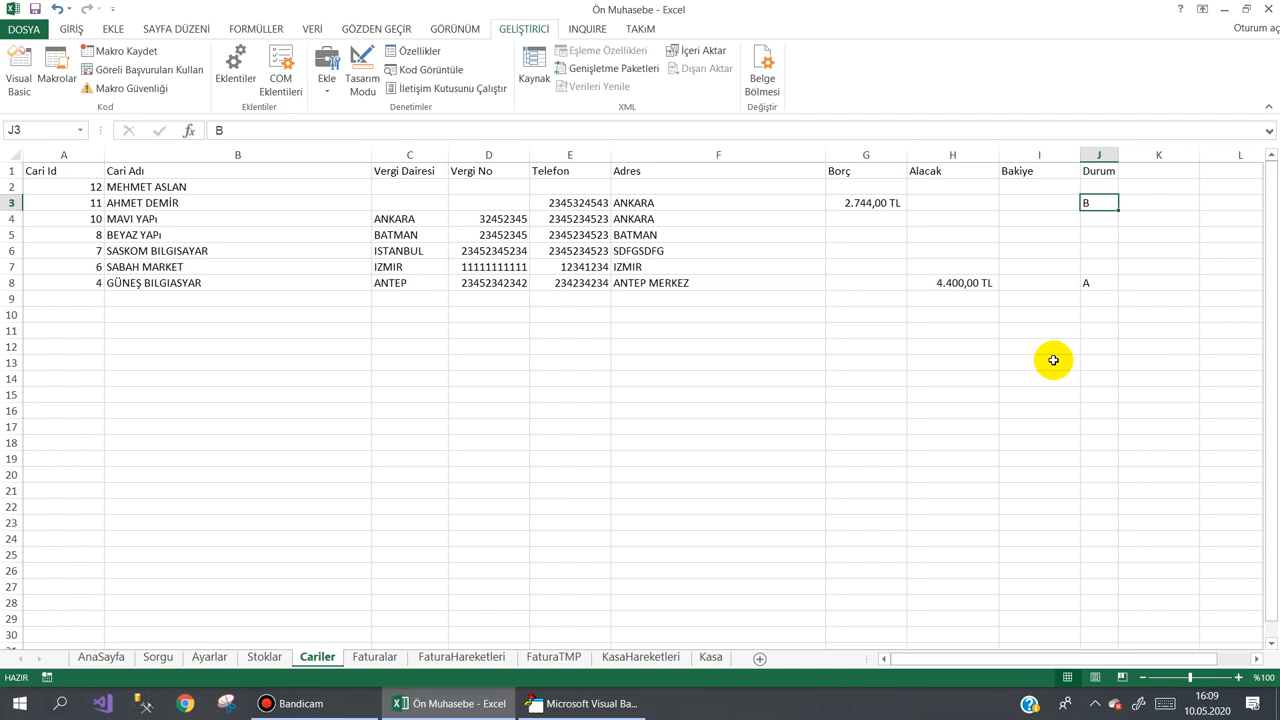 Ön Muhasebe - Excel
?
DOSYA GİRİŞ EKLE SAYFA DÜZENİ FORMÜLLER VERİ GÖZDEN GEÇİR GÖRÜNÜM GELİŞTİRİCİ INQUIRE TAKıM Oturum aç
Visual Basic
Makrolar
Makro Kaydet
Göreli Başvuruları Kullan
Makro Güvenliği
Kod
Eklentiler
COM Eklentileri
Eklentiler
Ekle
Tasarım Modu
Özellikler
Kod Görüntüle
İletişim Kutusunu Çalıştır
Denetimler
Kaynak
Eşleme Özellikleri
Genişletme Paketleri
Verileri Yenile
İçeri Aktar
Dışarı Aktar
XML
Belge Bölmesi
Değiştir
J3 fx B
A B C D E F G H I J K L
1 Cari Id Cari Adı Vergi Dairesi Vergi No Telefon Adres Borç Alacak Bakiye Durum
2 12 MEHMET ASLAN
3 11 AHMET DEMİR 2345324543 ANKARA 2.744,00 TL B
4 10 MAVI YAPı ANKARA 32452345 2345234523 ANKARA
5 8 BEYAZ YAPı BATMAN 23452345 2345234523 BATMAN
6 7 SASKOM BILGISAYAR ISTANBUL 23452345234 2345234523 SDFGSDFG
7 6 SABAH MARKET IZMIR 11111111111 12341234 IZMIR
8 4 GÜNEŞ BILGIASYAR ANTEP 23452342342 234234234 ANTEP MERKEZ 4.400,00 TL A
9
10
11
12
13
14
15
16
17
18
19
20
21
22
23
24
25
26
27
28
29
30
AnaSayfa Sorgu Ayarlar Stoklar Cariler Faturalar FaturaHareketleri FaturaTMP KasaHareketleri Kasa
HAZIR %100
Bandicam Ön Muhasebe - Excel Microsoft Visual Ba... 16:09
10.05.2020